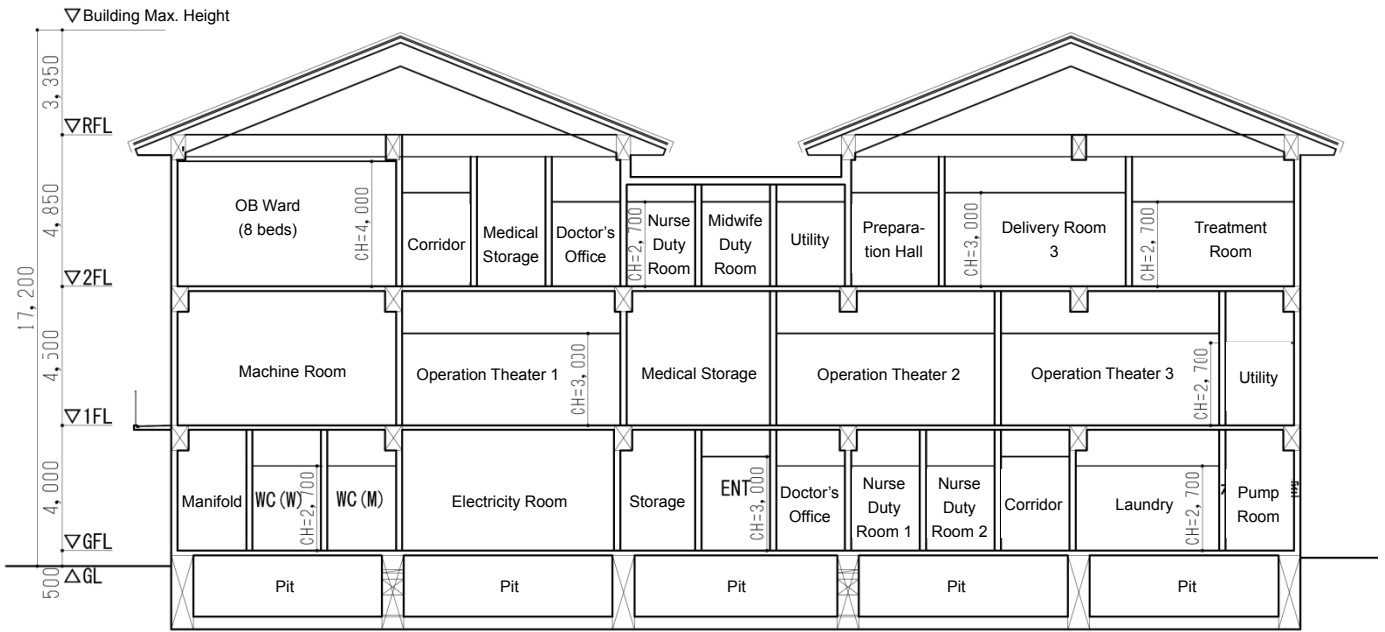 ▽Building Max. Height
3,350
▽RFL
4,850
17,200
▽2FL
4,500
▽1FL
4,000
▽GFL
500
△GL
OB Ward
(8 beds)
CH=4,000
Corridor
Medical
Storage
Doctor's
Office
CH=2,700
Nurse
Duty
Room
Midwife
Duty
Room
Utility
Prepara-
tion Hall
CH=3,000
Delivery Room
3
CH=2,700
Treatment
Room
Machine Room
Operation Theater 1
CH=3,000
Medical Storage
Operation Theater 2
Operation Theater 3
CH=2,700
Utility
Manifold
WC(W)
CH=2,700
WC(M)
Electricity Room
Storage
ENT
CH=3,000
Doctor's
Office
Nurse
Duty
Room 1
Nurse
Duty
Room 2
Corridor
Laundry
CH=2,700
Pump
Room
Pit
Pit
Pit
Pit
Pit